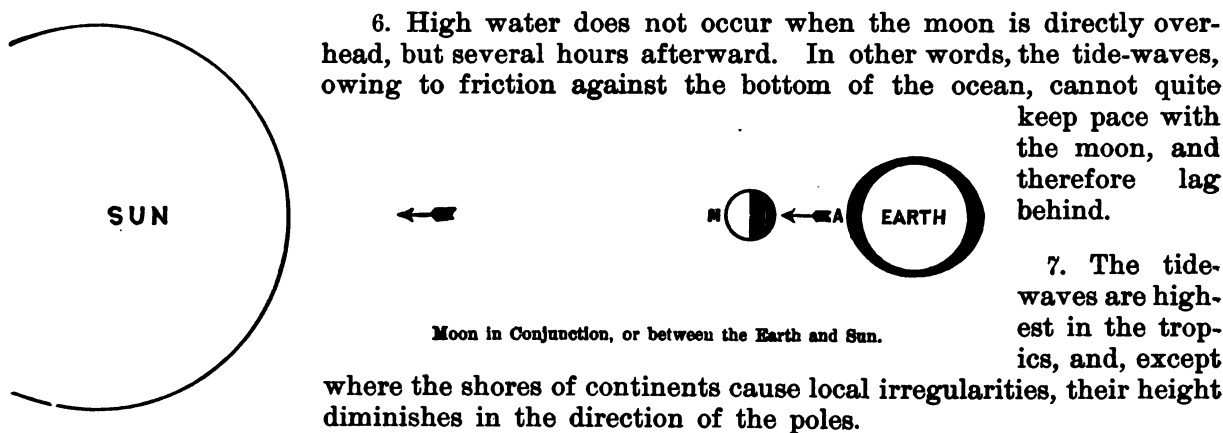 6. High water does not occur when the moon is directly over-
head, but several hours afterward. In other words, the tide-waves,
owing to friction against the bottom of the ocean, cannot quite
keep pace with
the moon, and
therefore lag
behind.
SUN
M
A
EARTH
7. The tide-
waves are high-
est in the trop-
ics, and, except
Moon in Conjunction, or between the Earth and Sun.
where the shores of continents cause local irregularities, their height
diminishes in the direction of the poles.